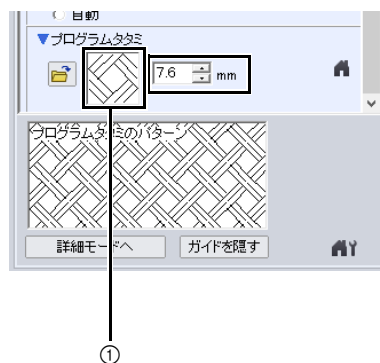 自動
▼プログラムタタミ
7.6 mm
プログラムタタミのパターン
詳細モードへ ガイドを隠す
①